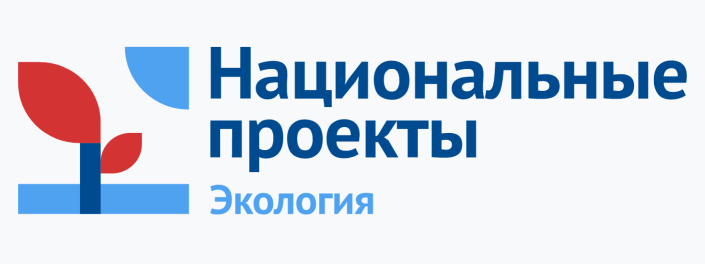 Национальные
проекты
Экология